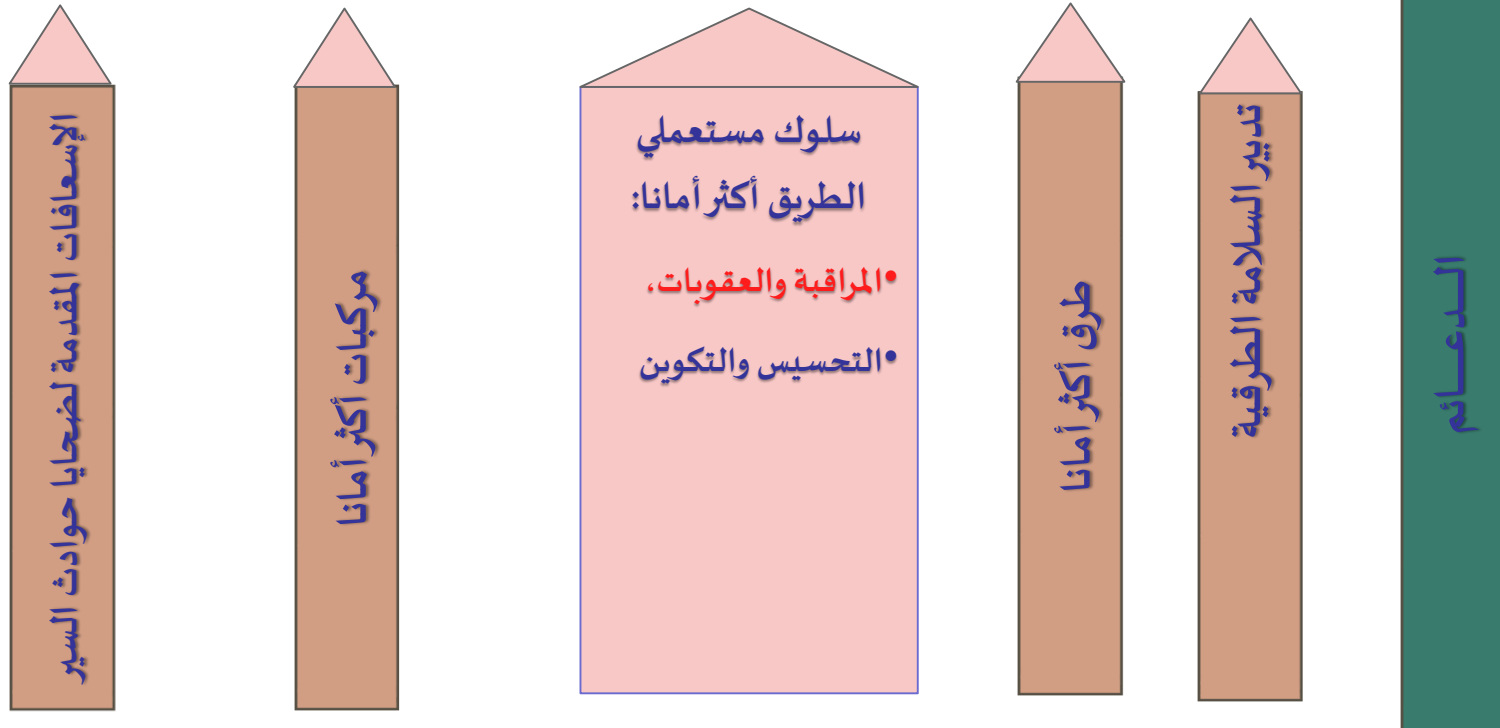 الـدعــائم
تدبير السلامة الطرقية
طرق أكثر أمانا
سلوك مستعملي
الطريق أكثر أمانا:
•المراقبة والعقوبات،
•التحسيس والتكوين
مركبات أكثر أمانا
الإسعافات المقدمة لضحايا حوادث السير